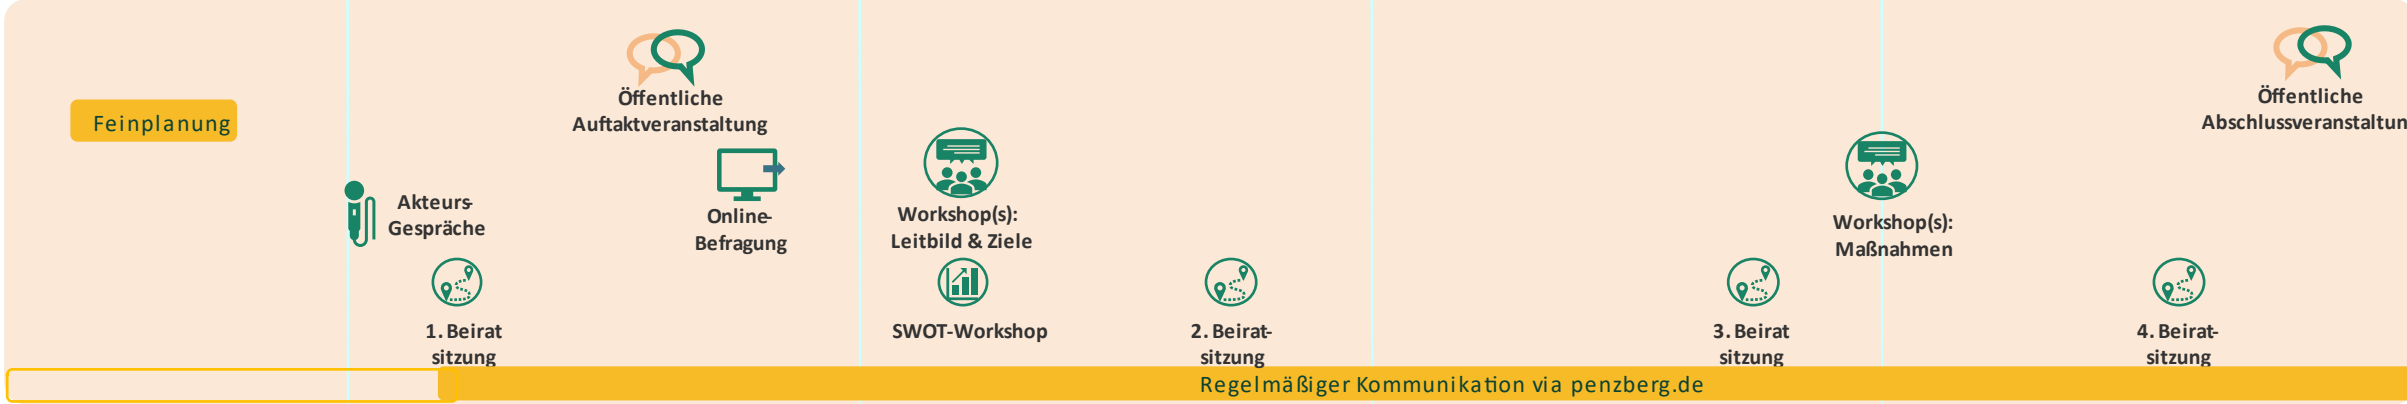 Feinplanung
Akteurs-
Gespräche
1. Beirat
sitzung
Öffentliche
Auftaktveranstaltung
Online-
Befragung
Workshop(s):
Leitbild & Ziele
SWOT-Workshop
2. Beirat-
sitzung
3. Beirat
sitzung
Workshop(s):
Maßnahmen
4. Beirat-
sitzung
Öffentliche
Abschlussveranstaltun
Regelmäßiger Kommunikation via penzberg.de